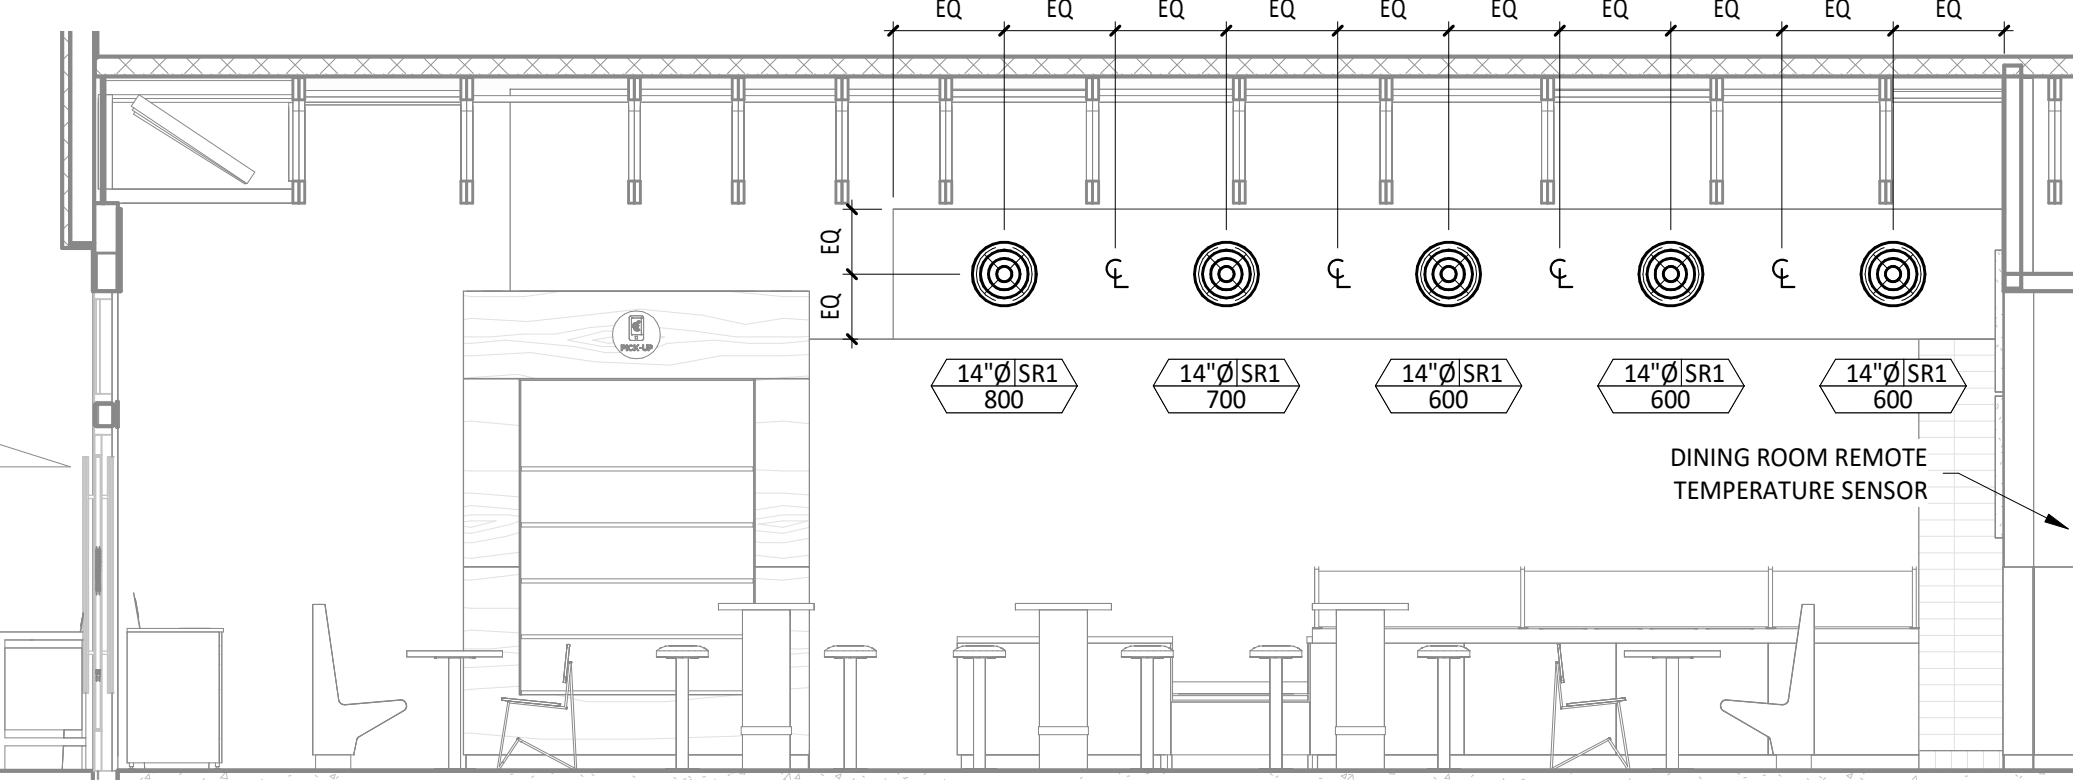 EQ EQ EQ EQ EQ EQ EQ EQ EQ EQ
EQ
EQ
℄ ℄ ℄ ℄
PICK-UP
14"Ø SR1
800
14"Ø SR1
700
14"Ø SR1
600
14"Ø SR1
600
14"Ø SR1
600
DINING ROOM REMOTE
TEMPERATURE SENSOR